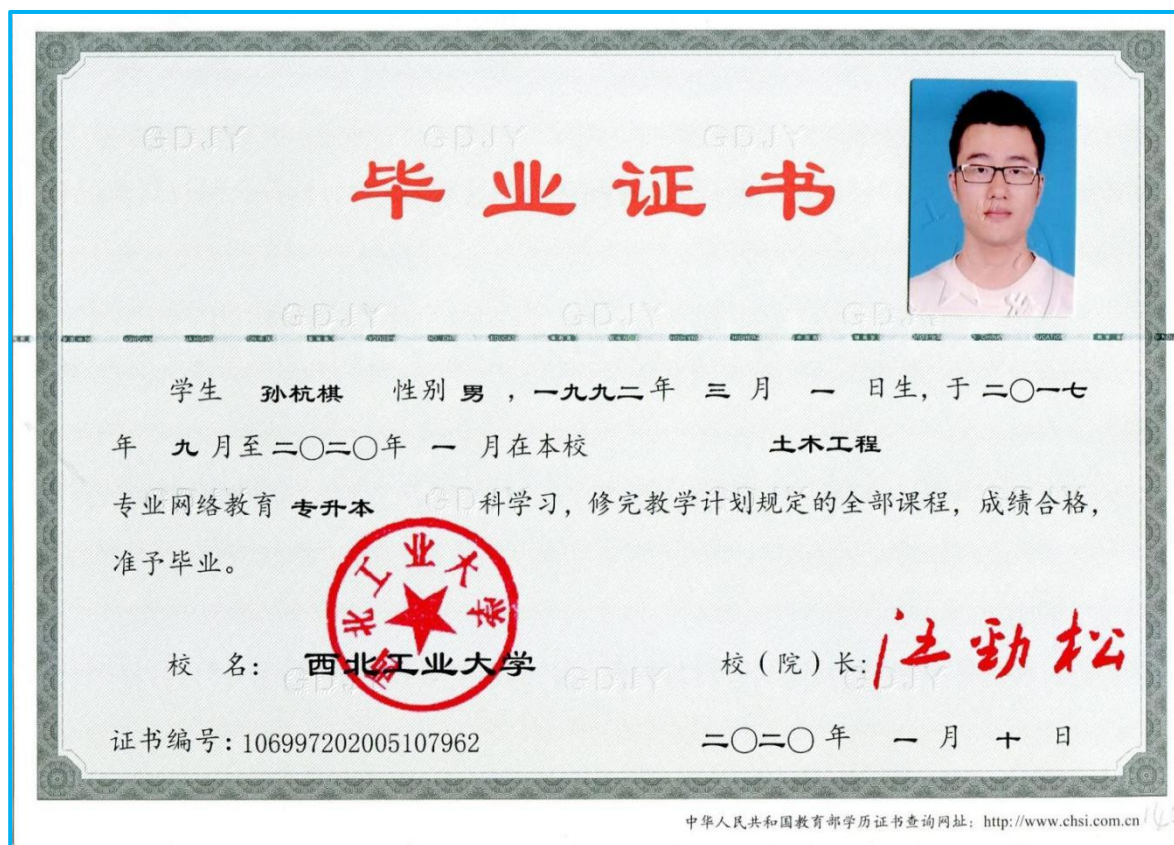 GDJY GDJY GDJY
毕业证书
GDJY GDJY GDJY
学生 孙杭棋 性别 男 ，一九九二年 三 月 一 日生，于 二〇一七
年 九 月至 二〇二〇年 一 月在本校 土木工程
专业网络教育 专升本 科学习，修完教学计划规定的全部课程，成绩合格，
准予毕业。
西北工业大学
校 名： 西北工业大学 校（院）长：汪劲松
证书编号：106997202005107962 二〇二〇 年 一 月 十 日
中华人民共和国教育部学历证书查询网址：http://www.chsi.com.cn